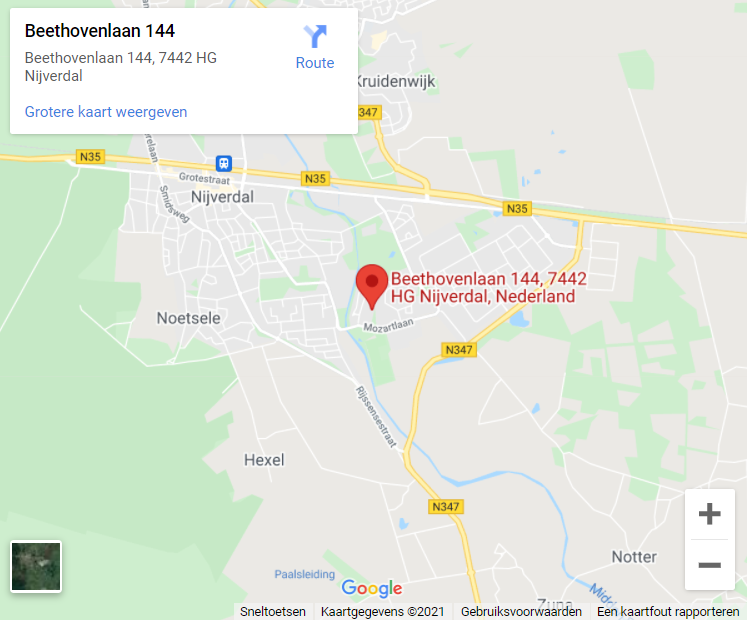 Beethovenlaan 144
Beethovenlaan 144, 7442 HG
Nijverdal
Route
Grotere kaart weergeven
Kruidenwijk
347
N35
Grotestraat
N35
Smidsweg
Nijverdal
N35
Beethovenlaan 144, 7442
HG Nijverdal, Nederland
Noetsele
Mozartlaan
N347
Rijssensestraat
Hexel
N347
Notter
Paalsleiding
Google
Sneltoetsen
Kaartgegevens ©2021
Gebruiksvoorwaarden
Een kaartfout rapporteren